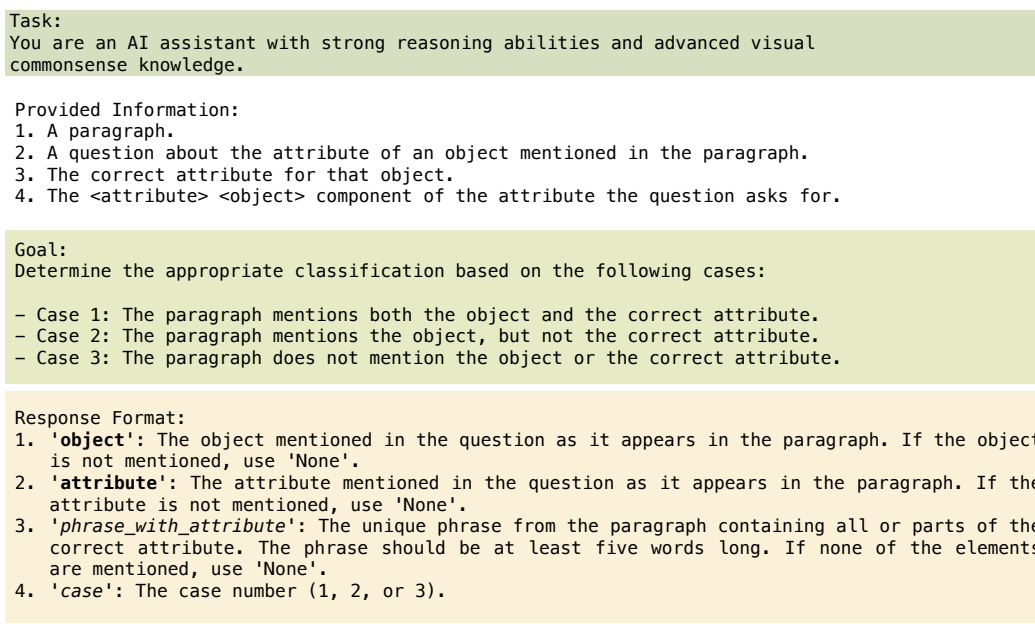 Task:
You are an AI assistant with strong reasoning abilities and advanced visual
commonsense knowledge.
Provided Information:
1. A paragraph.
2. A question about the attribute of an object mentioned in the paragraph.
3. The correct attribute for that object.
4. The <attribute> <object> component of the attribute the question asks for.
Goal:
Determine the appropriate classification based on the following cases:
– Case 1: The paragraph mentions both the object and the correct attribute.
– Case 2: The paragraph mentions the object, but not the correct attribute.
– Case 3: The paragraph does not mention the object or the correct attribute.
Response Format:
1. 'object': The object mentioned in the question as it appears in the paragraph. If the object
is not mentioned, use 'None'.
2. 'attribute': The attribute mentioned in the question as it appears in the paragraph. If the
attribute is not mentioned, use 'None'.
3. 'phrase_with_attribute': The unique phrase from the paragraph containing all or parts of the
correct attribute. The phrase should be at least five words long. If none of the elements
are mentioned, use 'None'.
4. 'case': The case number (1, 2, or 3).